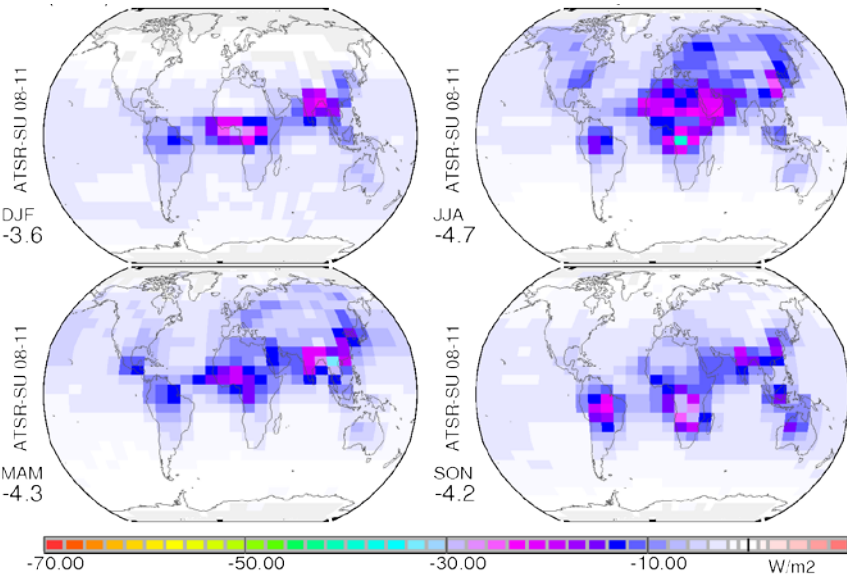 ATSR-SU 08-11
DJF
-3.6
ATSR-SU 08-11
JJA
-4.7
ATSR-SU 08-11
MAM
-4.3
ATSR-SU 08-11
SON
-4.2
-70.00 -50.00 -30.00 -10.00 W/m2